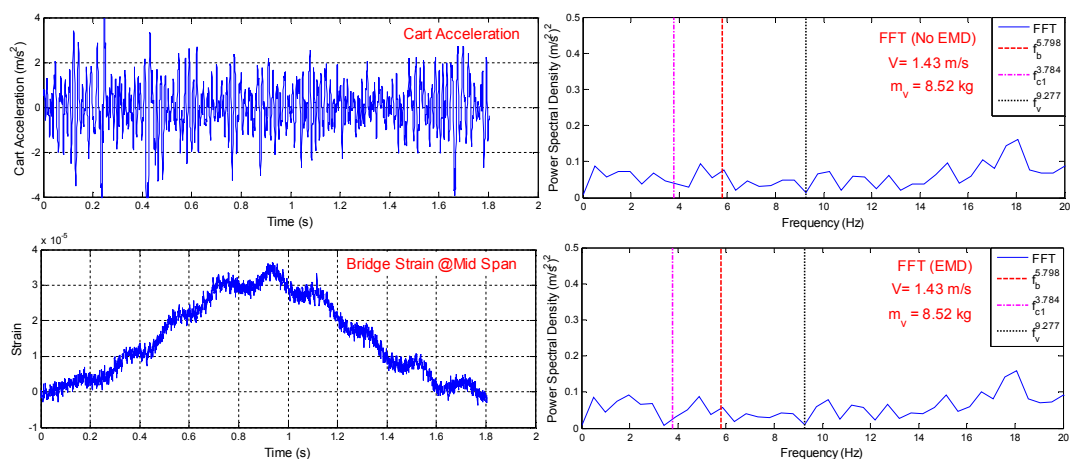 Cart Acceleration
Cart Acceleration (m/s²)
4
2
0
-2
-4
0 0.2 0.4 0.6 0.8 1 1.2 1.4 1.6 1.8 2
Time (s)
FFT (No EMD)
V= 1.43 m/s
m_v = 8.52 kg
FFT
f_b^5.798
f_c1^3.784
f_v^9.277
Power Spectral Density (m/s²)²
0.5
0.4
0.3
0.2
0.1
0
0 2 4 6 8 10 12 14 16 18 20
Frequency (Hz)
x 10^-5
Bridge Strain @Mid Span
Strain
4
3
2
1
0
-1
0 0.2 0.4 0.6 0.8 1 1.2 1.4 1.6 1.8 2
Time (s)
FFT (EMD)
V= 1.43 m/s
m_v = 8.52 kg
FFT
f_b^5.798
f_c1^3.784
f_v^9.277
Power Spectral Density (m/s²)²
0.5
0.4
0.3
0.2
0.1
0
0 2 4 6 8 10 12 14 16 18 20
Frequency (Hz)